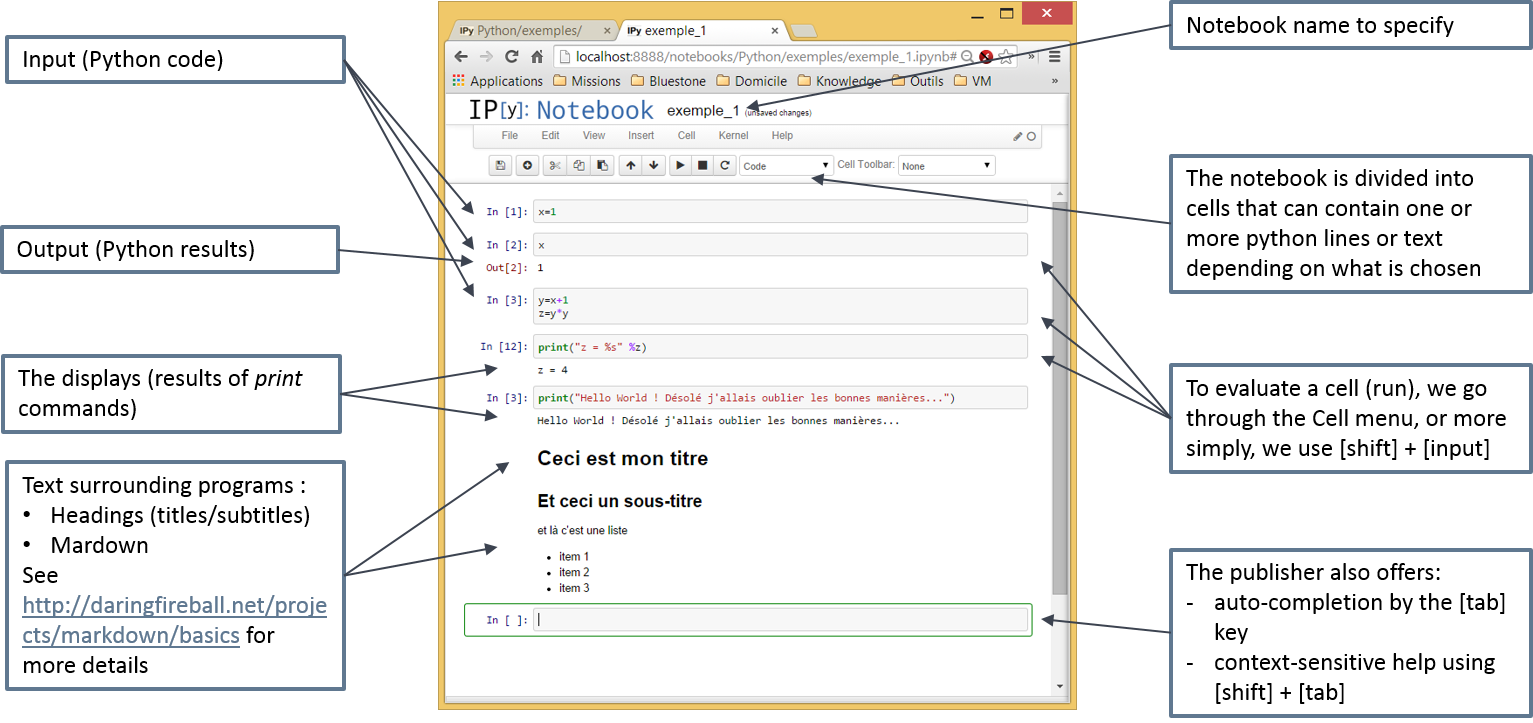 Input (Python code)
Output (Python results)
The displays (results of print
commands)
Text surrounding programs :
• Headings (titles/subtitles)
• Mardown
See
http://daringfireball.net/proje
cts/markdown/basics for
more details
IPy Python/exemples/ ×
IPy exemple_1 ×
localhost:8888/notebooks/Python/exemples/exemple_1.ipynb#
Applications Missions Bluestone Domicile Knowledge Outils VM »
IP[y]: Notebook exemple_1 (unsaved changes)
File Edit View Insert Cell Kernel Help
Code Cell Toolbar: None
In [1]: x=1
In [2]: x
Out[2]: 1
In [3]: y=x+1
z=y*y
In [12]: print("z = %s" %z)
z = 4
In [3]: print("Hello World ! Désolé j'allais oublier les bonnes manières...")
Hello World ! Désolé j'allais oublier les bonnes manières...
Ceci est mon titre
Et ceci un sous-titre
et là c'est une liste
• item 1
• item 2
• item 3
In [ ]:
Notebook name to specify
The notebook is divided into
cells that can contain one or
more python lines or text
depending on what is chosen
To evaluate a cell (run), we go
through the Cell menu, or more
simply, we use [shift] + [input]
The publisher also offers:
- auto-completion by the [tab]
key
- context-sensitive help using
[shift] + [tab]